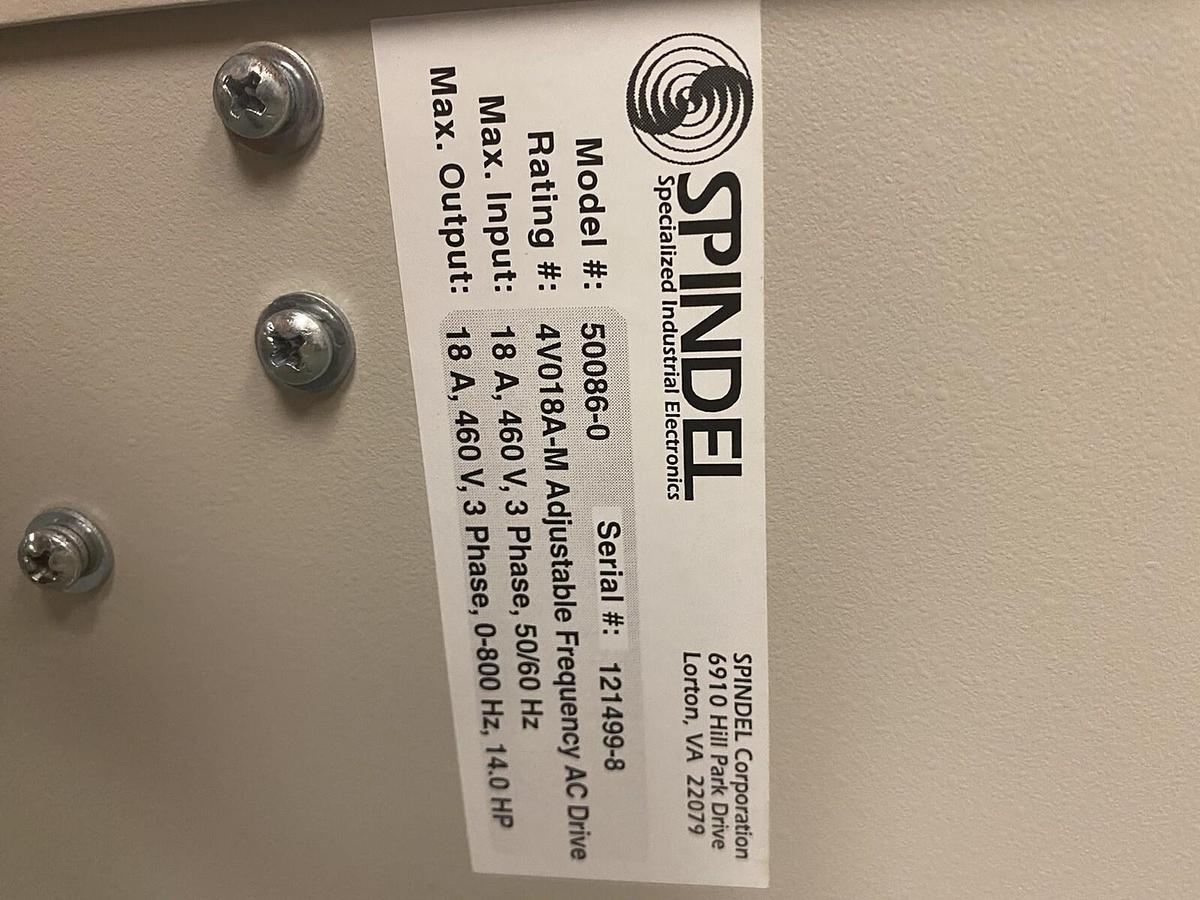 SPINDEL
Specialized Industrial Electronics
SPINDEL Corporation
6910 Hill Park Drive
Lorton, VA 22079
Model #: 50086-0 Serial #: 121499-8
Rating #: 4V018A-M Adjustable Frequency AC Drive
Max. Input: 18 A, 460 V, 3 Phase, 50/60 Hz
Max. Output: 18 A, 460 V, 3 Phase, 0-800 Hz, 14.0 HP